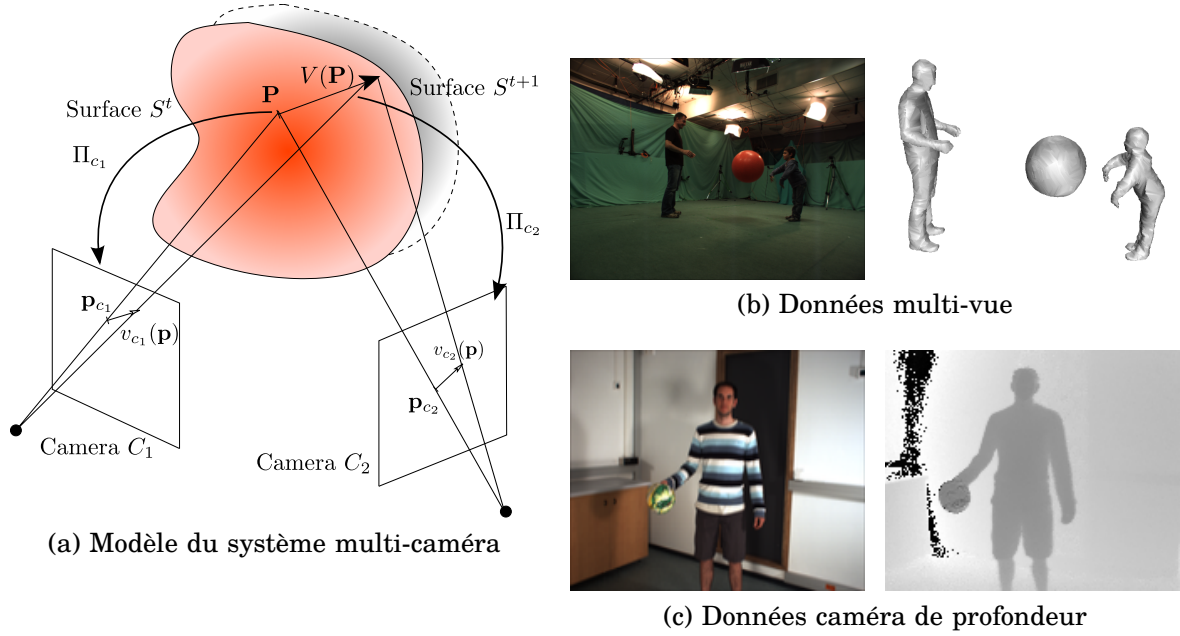 V(P)
Surface S^{t+1}
P
Surface S^t
Π_{c_1}
Π_{c_2}
p_{c_1}
v_{c_1}(p)
v_{c_2}(p)
p_{c_2}
Camera C_1
Camera C_2
(a) Modèle du système multi-caméra
(b) Données multi-vue
(c) Données caméra de profondeur